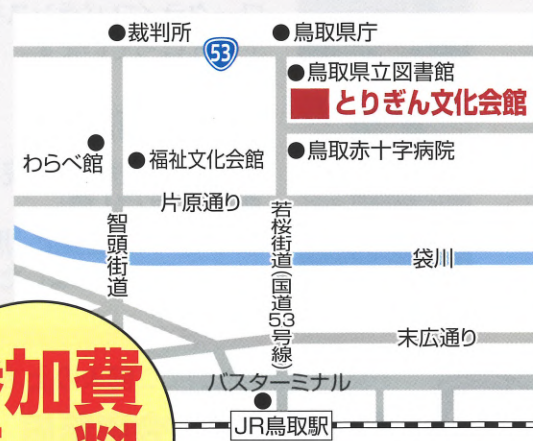 裁判所
鳥取県庁
53
鳥取県立図書館
とりぎん文化会館
わらべ館
福祉文化会館
鳥取赤十字病院
片原通り
智頭街道
若桜街道(国道53号線)
袋川
末広通り
参加費
無料
バスターミナル
JR鳥取駅